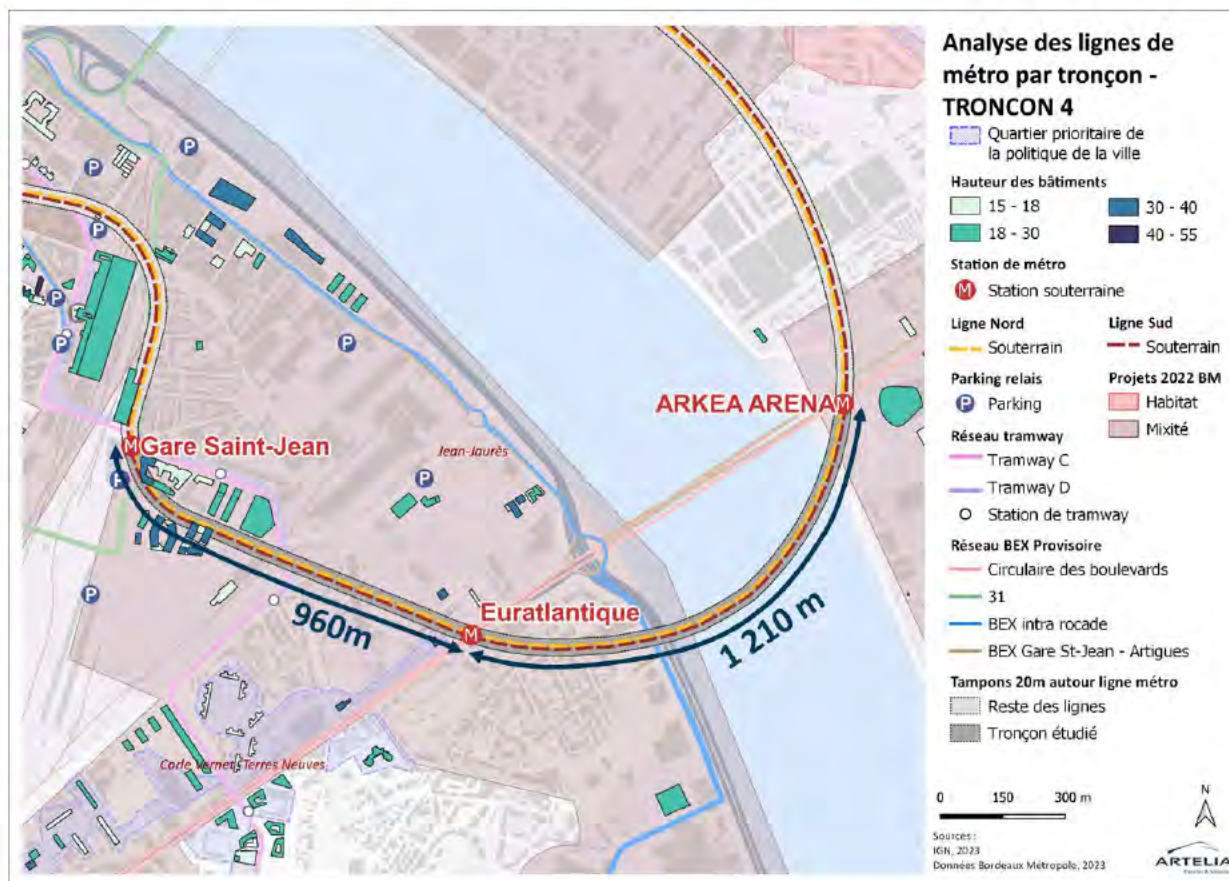 Analyse des lignes de
métro par tronçon -
TRONCON 4
Quartier prioritaire de
la politique de la ville
Hauteur des bâtiments
15 - 18
30 - 40
18 - 30
40 - 55
Station de métro
M Station souterraine
Ligne Nord
Ligne Sud
Souterrain
Souterrain
Parking relais
Projets 2022 BM
P Parking
Habitat
Réseau tramway
Mixité
Tramway C
Tramway D
Station de tramway
Réseau BEX Provisoire
Circulaire des boulevards
31
BEX intra rocade
BEX Gare St-Jean - Artigues
Tampons 20m autour ligne métro
Reste des lignes
Tronçon étudié
0 150 300 m
N
Sources :
IGN, 2023
Données Bordeaux Métropole, 2023
ARTELIA
P
P
P
P
P
P
ARKEA ARENA M
M Gare Saint-Jean
Jean-Jaurès
P
P
Euratlantique
M
960m
1 210 m
P
Carle Vernet- Terres Neuves